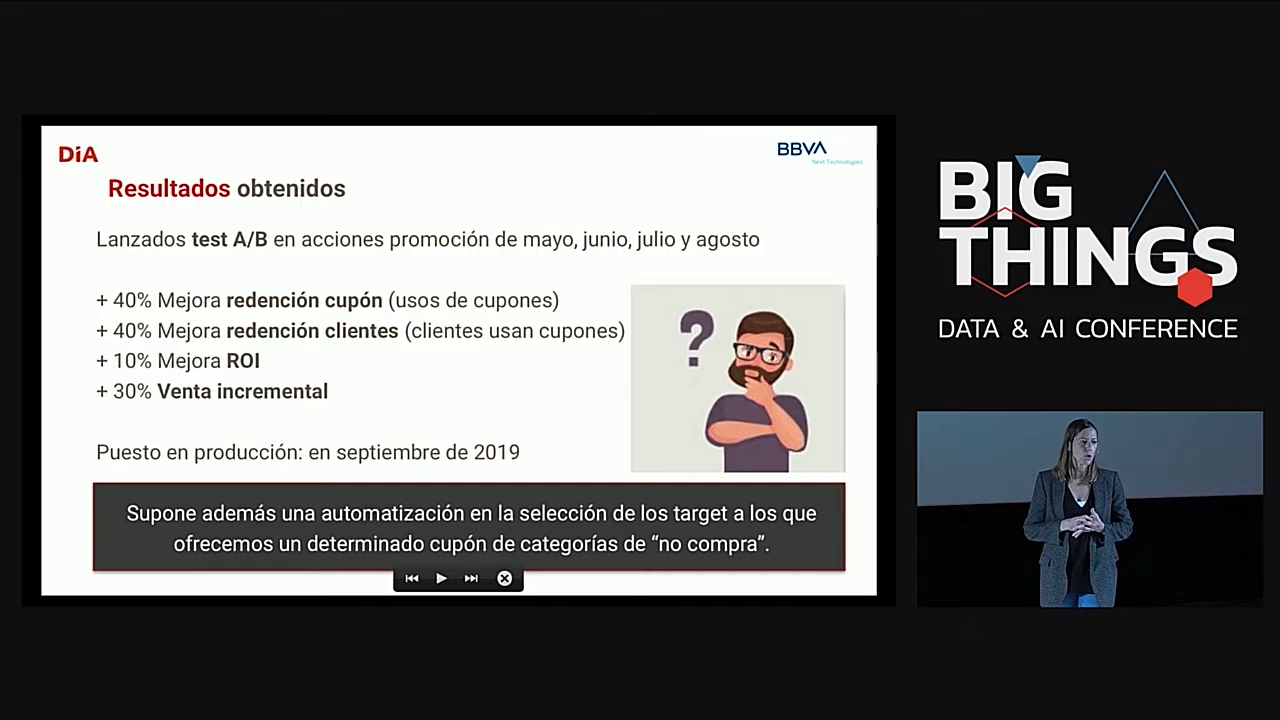 DiA
BBVA
Next Technologies
Resultados obtenidos
Lanzados test A/B en acciones promoción de mayo, junio, julio y agosto
+ 40% Mejora redención cupón (usos de cupones)
+ 40% Mejora redención clientes (clientes usan cupones)
+ 10% Mejora ROI
+ 30% Venta incremental
?
Puesto en producción: en septiembre de 2019
Supone además una automatización en la selección de los target a los que
ofrecemos un determinado cupón de categorías de “no compra”.
BIG
THINGS
DATA & AI CONFERENCE